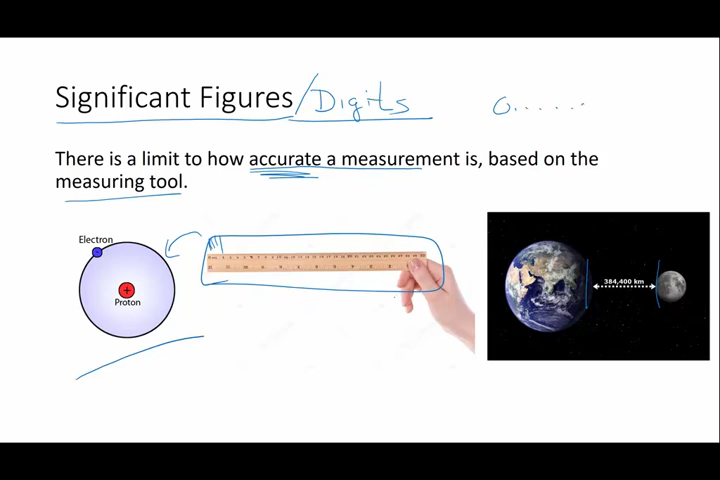 Significant Figures/Digits
0......
There is a limit to how accurate a measurement is, based on the
measuring tool.
Electron
Proton
+
384,400 km